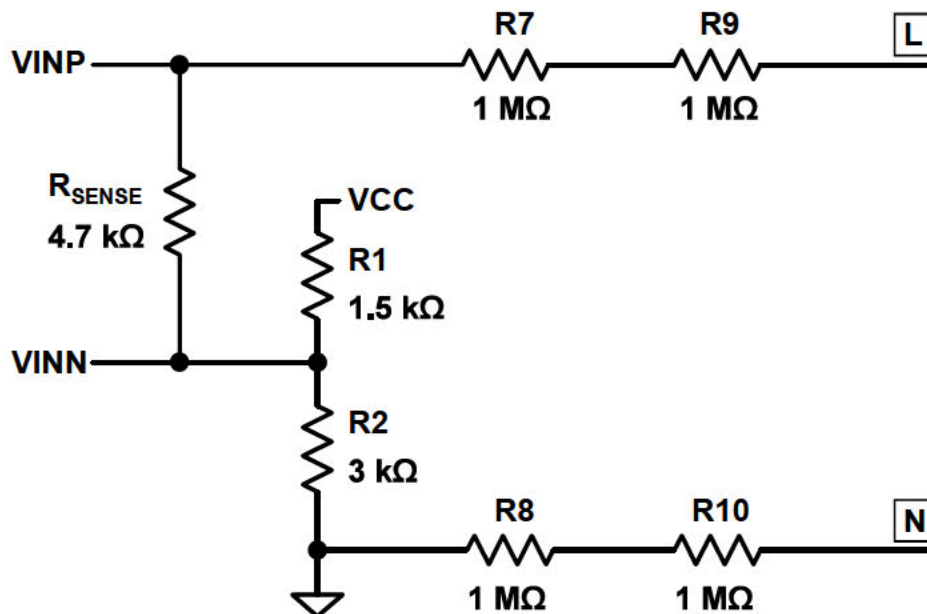 R7
R9
L
VINP
1 MΩ
1 MΩ
RSENSE
4.7 kΩ
VCC
R1
1.5 kΩ
VINN
R2
3 kΩ
R8
R10
N
1 MΩ
1 MΩ